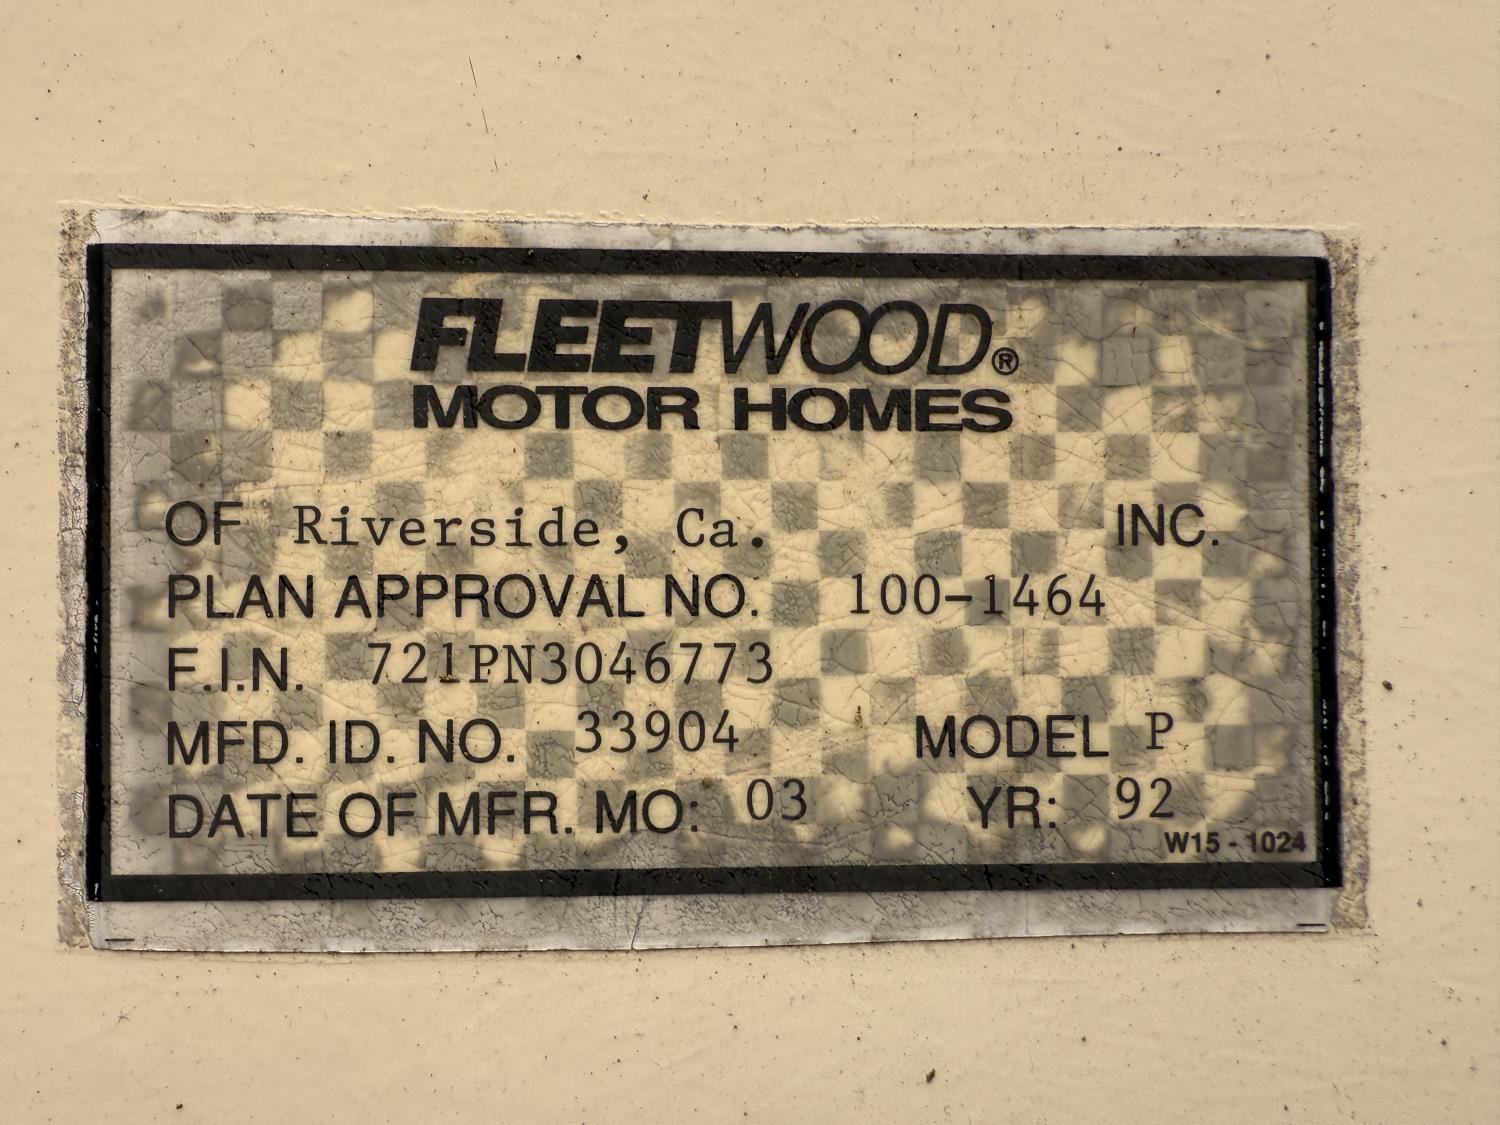 FLEETWOOD®
MOTOR HOMES
OF Riverside, Ca. INC.
PLAN APPROVAL NO. 100-1464
F.I.N. 721PN3046773
MFD. ID. NO. 33904 MODEL P
DATE OF MFR. MO: 03 YR: 92
W15 - 1024